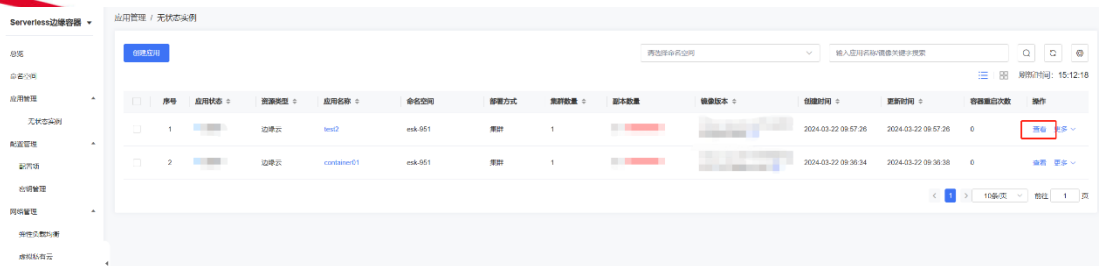 Serverless边缘容器
应用管理 / 无状态实例
总览
命名空间
应用管理
无状态实例
配置管理
配置项
密钥管理
网络管理
弹性负载均衡
虚拟私有云
创建应用
请选择命名空间
输入应用名称/镜像关键字搜索
刷新时间: 15:12:18
序号 应用状态 资源类型 应用名称 命名空间 部署方式 集群数量 副本数量 镜像版本 创建时间 更新时间 容器重启次数 操作
1 边缘云 test2 esk-951 集群 1 2024-03-22 09:57:26 2024-03-22 09:57:26 0 查看 更多
2 边缘云 container01 esk-951 集群 1 2024-03-22 09:36:34 2024-03-22 09:36:38 0 查看 更多
1 10条/页 前往 1 页